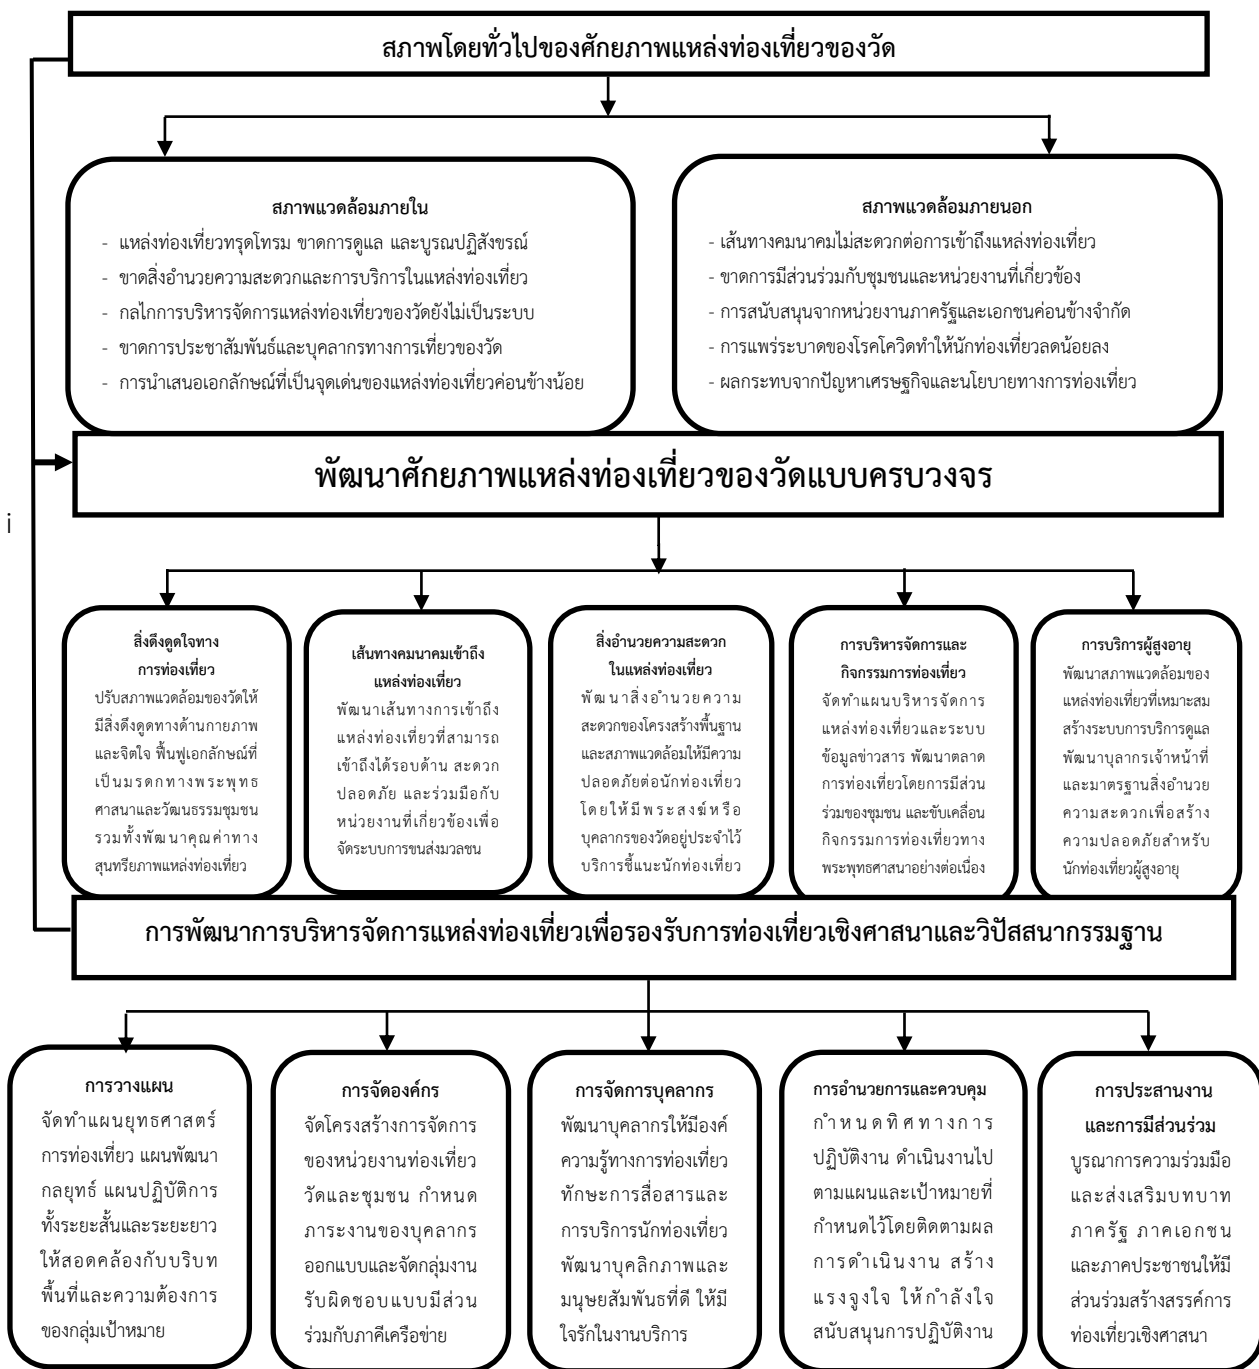 สภาพโดยทั่วไปของศักยภาพแหล่งท่องเที่ยวของวัด
สภาพแวดล้อมภายใน
- แหล่งท่องเที่ยวทรุดโทรม ขาดการดูแล และบูรณปฏิสังขรณ์
- ขาดสิ่งอำนวยความสะดวกและการบริการในแหล่งท่องเที่ยว
- กลไกการบริหารจัดการแหล่งท่องเที่ยวของวัดยังไม่เป็นระบบ
- ขาดการประชาสัมพันธ์และบุคลากรทางการเที่ยวของวัด
- การนำเสนอเอกลักษณ์ที่เป็นจุดเด่นของแหล่งท่องเที่ยวค่อนข้างน้อย
สภาพแวดล้อมภายนอก
- เส้นทางคมนาคมไม่สะดวกต่อการเข้าถึงแหล่งท่องเที่ยว
- ขาดการมีส่วนร่วมกับชุมชนและหน่วยงานที่เกี่ยวข้อง
- การสนับสนุนจากหน่วยงานภาครัฐและเอกชนค่อนข้างจำกัด
- การแพร่ระบาดของโรคโควิดทำให้นักท่องเที่ยวลดน้อยลง
- ผลกระทบจากปัญหาเศรษฐกิจและนโยบายทางการท่องเที่ยว
พัฒนาศักยภาพแหล่งท่องเที่ยวของวัดแบบครบวงจร
i
สิ่งดึงดูดใจทาง
การท่องเที่ยว
ปรับสภาพแวดล้อมของวัดให้
มีสิ่งดึงดูดทางด้านกายภาพ
และจิตใจ ฟื้นฟูเอกลักษณ์ที่
เป็นมรดกทางพระพุทธ
ศาสนาและวัฒนธรรมชุมชน
รวมทั้งพัฒนาคุณค่าทาง
สุนทรียภาพแหล่งท่องเที่ยว
เส้นทางคมนาคมเข้าถึง
แหล่งท่องเที่ยว
พัฒนาเส้นทางการเข้าถึง
แหล่งท่องเที่ยวที่สามารถ
เข้าถึงได้รอบด้าน สะดวก
ปลอดภัย และร่วมมือกับ
หน่วยงานที่เกี่ยวข้องเพื่อ
จัดระบบการขนส่งมวลชน
สิ่งอำนวยความสะดวก
ในแหล่งท่องเที่ยว
พัฒนาสิ่งอำนวยความ
สะดวกของโครงสร้างพื้นฐาน
และสภาพแวดล้อมให้มีความ
ปลอดภัยต่อนักท่องเที่ยว
โดยให้มีพระสงฆ์หรือ
บุคลากรของวัดอยู่ประจำไว้
บริการชี้แนะนักท่องเที่ยว
การบริหารจัดการและ
กิจกรรมการท่องเที่ยว
จัดทำแผนบริหารจัดการ
แหล่งท่องเที่ยวและระบบ
ข้อมูลข่าวสาร พัฒนาตลาด
การท่องเที่ยวโดยการมีส่วน
ร่วมของชุมชน และขับเคลื่อน
กิจกรรมการท่องเที่ยวทาง
พระพุทธศาสนาอย่างต่อเนื่อง
การบริการผู้สูงอายุ
พัฒนาสภาพแวดล้อมของ
แหล่งท่องเที่ยวที่เหมาะสม
สร้างระบบการบริการดูแล
พัฒนาบุลากรเจ้าหน้าที่
และมาตรฐานสิ่งอำนวย
ความสะดวกเพื่อสร้าง
ความปลอดภัยสำหรับ
นักท่องเที่ยวผู้สูงอายุ
การพัฒนาการบริหารจัดการแหล่งท่องเที่ยวเพื่อรองรับการท่องเที่ยวเชิงศาสนาและวิปัสสนากรรมฐาน
การวางแผน
จัดทำแผนยุทธศาสตร์
การท่องเที่ยว แผนพัฒนา
กลยุทธ์ แผนปฏิบัติการ
ทั้งระยะสั้นและระยะยาว
ให้สอดคล้องกับบริบท
พื้นที่และความต้องการ
ของกลุ่มเป้าหมาย
การจัดองค์กร
จัดโครงสร้างการจัดการ
ของหน่วยงานท่องเที่ยว
วัดและชุมชน กำหนด
ภาระงานของบุคลากร
ออกแบบและจัดกลุ่มงาน
รับผิดชอบแบบมีส่วน
ร่วมกับภาคีเครือข่าย
การจัดการบุคลากร
พัฒนาบุคลากรให้มีองค์
ความรู้ทางการท่องเที่ยว
ทักษะการสื่อสารและ
การบริการนักท่องเที่ยว
พัฒนาบุคลิกภาพและ
มนุษยสัมพันธ์ที่ดี ให้มี
ใจรักในงานบริการ
การอำนวยการและควบคุม
กำหนดทิศทางการ
ปฏิบัติงาน ดำเนินงานไป
ตามแผนและเป้าหมายที่
กำหนดไว้โดยติดตามผล
การดำเนินงาน สร้าง
แรงจูงใจ ให้กำลังใจ
สนับสนุนการปฏิบัติงาน
การประสานงาน
และการมีส่วนร่วม
บูรณาการความร่วมมือ
และส่งเสริมบทบาท
ภาครัฐ ภาคเอกชน
และภาคประชาชนให้มี
ส่วนร่วมสร้างสรรค์การ
ท่องเที่ยวเชิงศาสนา